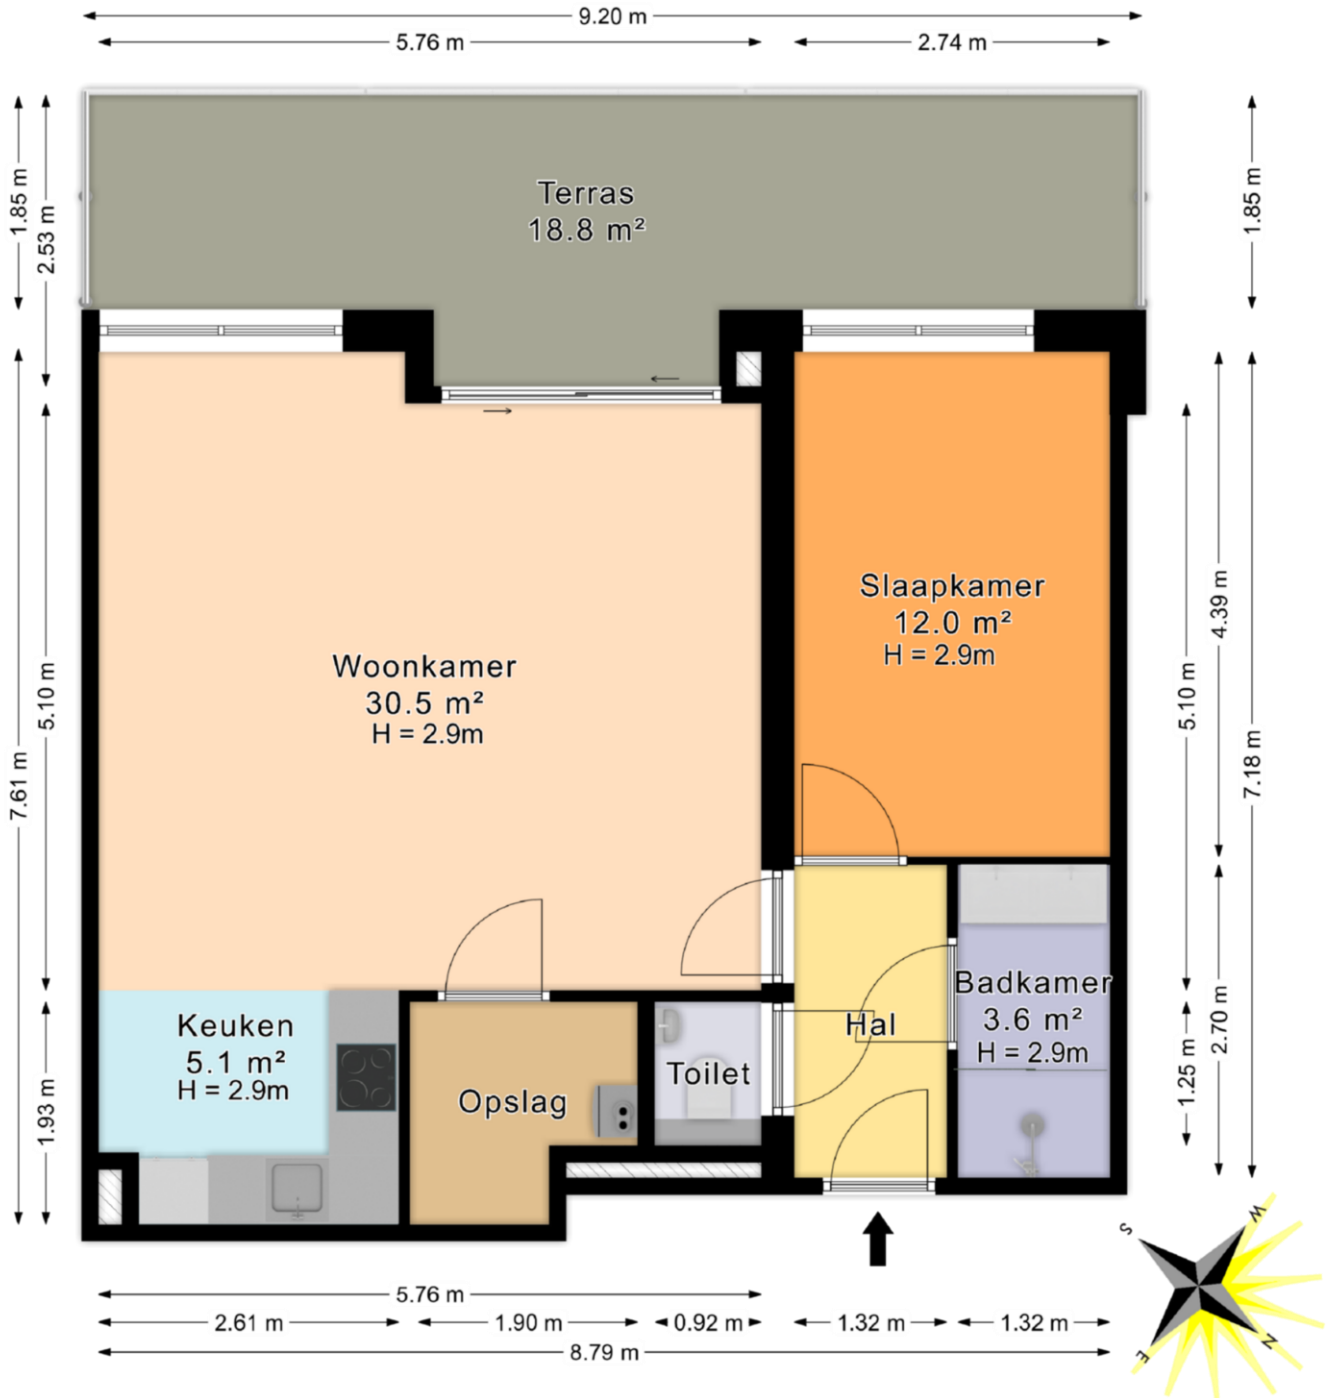 9.20 m
5.76 m
2.74 m
1.85 m
2.53 m
1.85 m
Terras
18.8 m²
Slaapkamer
12.0 m²
H = 2.9m
Woonkamer
30.5 m²
H = 2.9m
5.10 m
7.61 m
4.39 m
5.10 m
7.18 m
Keuken
5.1 m²
H = 2.9m
Opslag
Toilet
Hal
Badkamer
3.6 m²
H = 2.9m
1.93 m
1.25 m
2.70 m
S
W
E
N
5.76 m
2.61 m
1.90 m
0.92 m
1.32 m
1.32 m
8.79 m